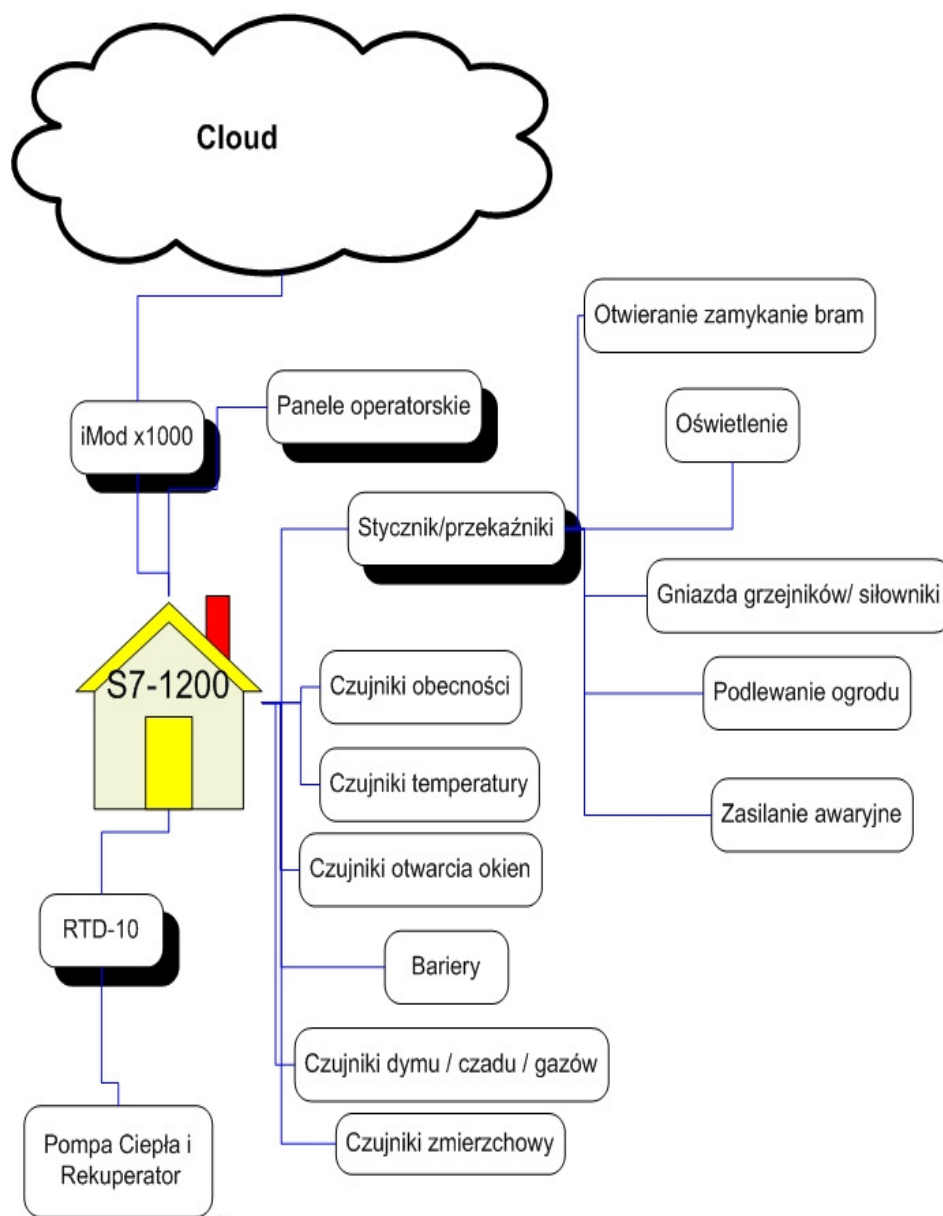 Cloud
Otwieranie zamykanie bram
Panele operatorskie
iMod x1000
Oświetlenie
Stycznik/przekaźniki
Gniazda grzejników/ siłowniki
S7-1200
Czujniki obecności
Podlewanie ogrodu
Czujniki temperatury
Zasilanie awaryjne
Czujniki otwarcia okien
RTD-10
Bariery
Czujniki dymu / czadu / gazów
Czujniki zmierzchowy
Pompa Ciepła i
Rekuperator